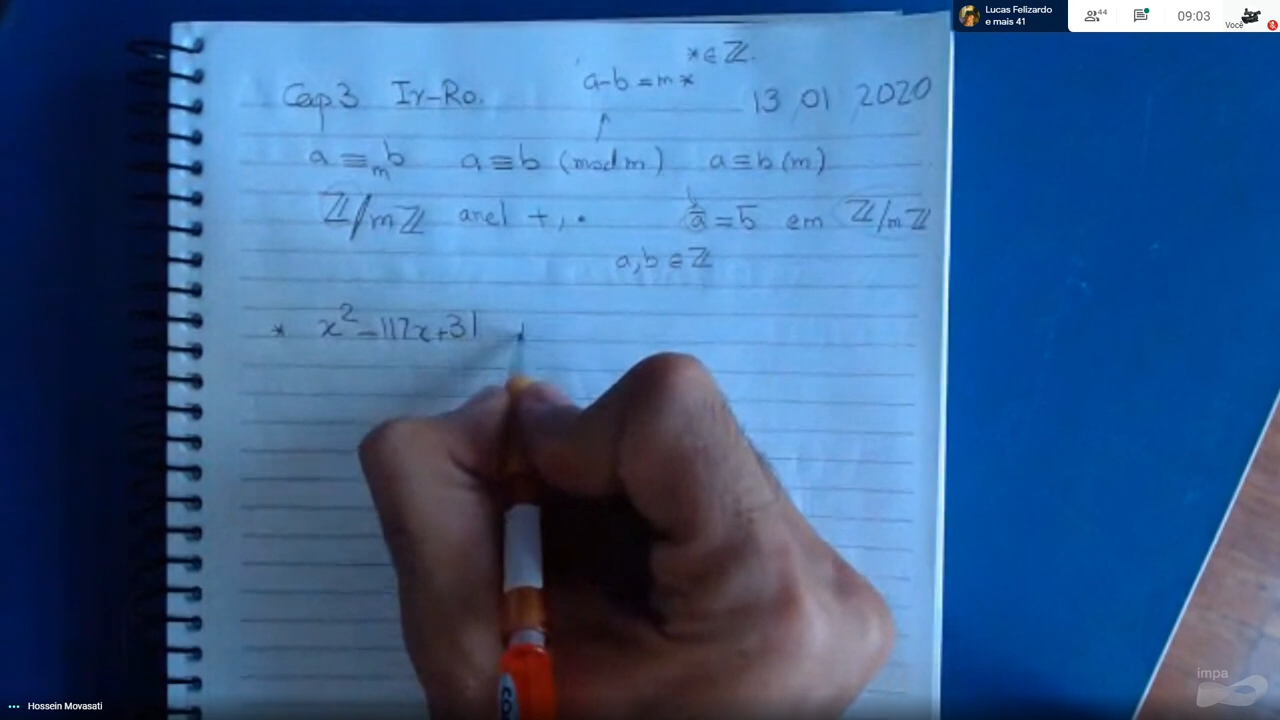 Lucas Felizardo
e mais 41
44
09:03
Você
* ∈ ℤ.
a-b = m *
Cap 3 Ir-Ro.
13 01 2020
a ≡ₘ b a ≡ b (mod m) a ≡ b (m)
ℤ/mℤ anel +, · a̅ = b̅ em ℤ/mℤ
a, b ∈ ℤ
* x² - 117x + 31
impa
Hossein Movasati